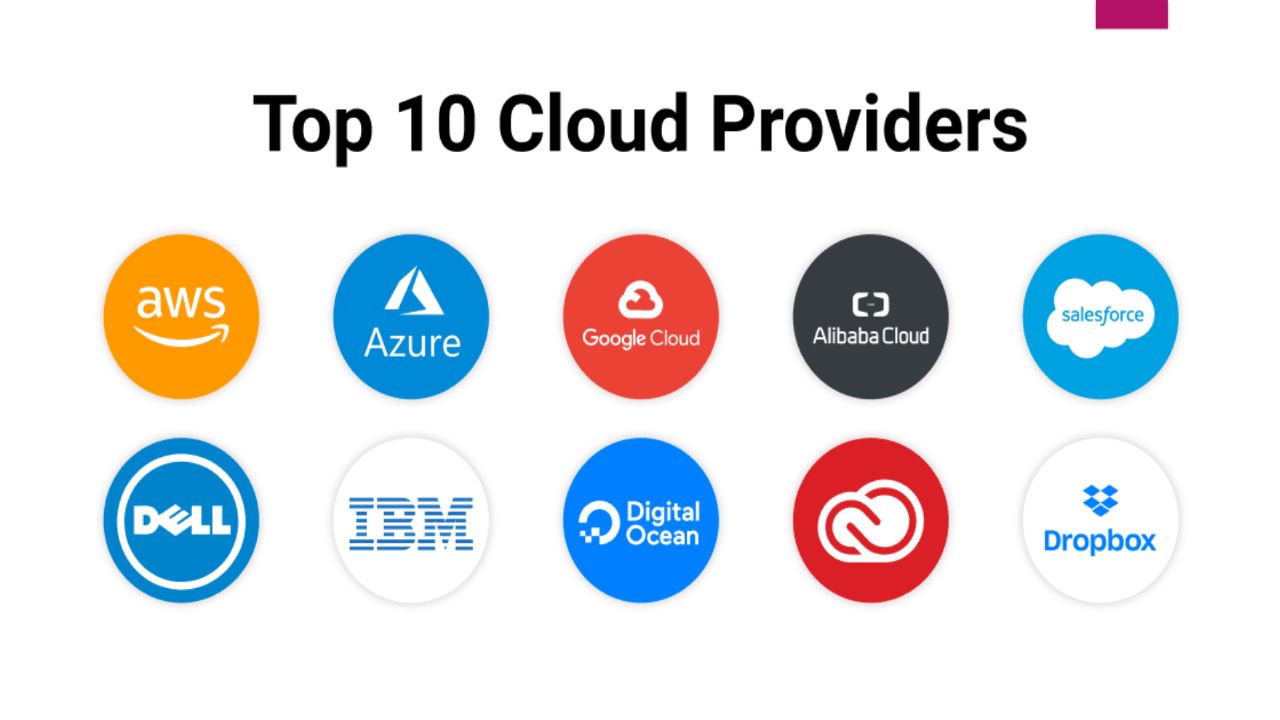 Top 10 Cloud Providers
aws
Azure
Google Cloud
Alibaba Cloud
salesforce
DELL
IBM
Digital
Ocean
Dropbox